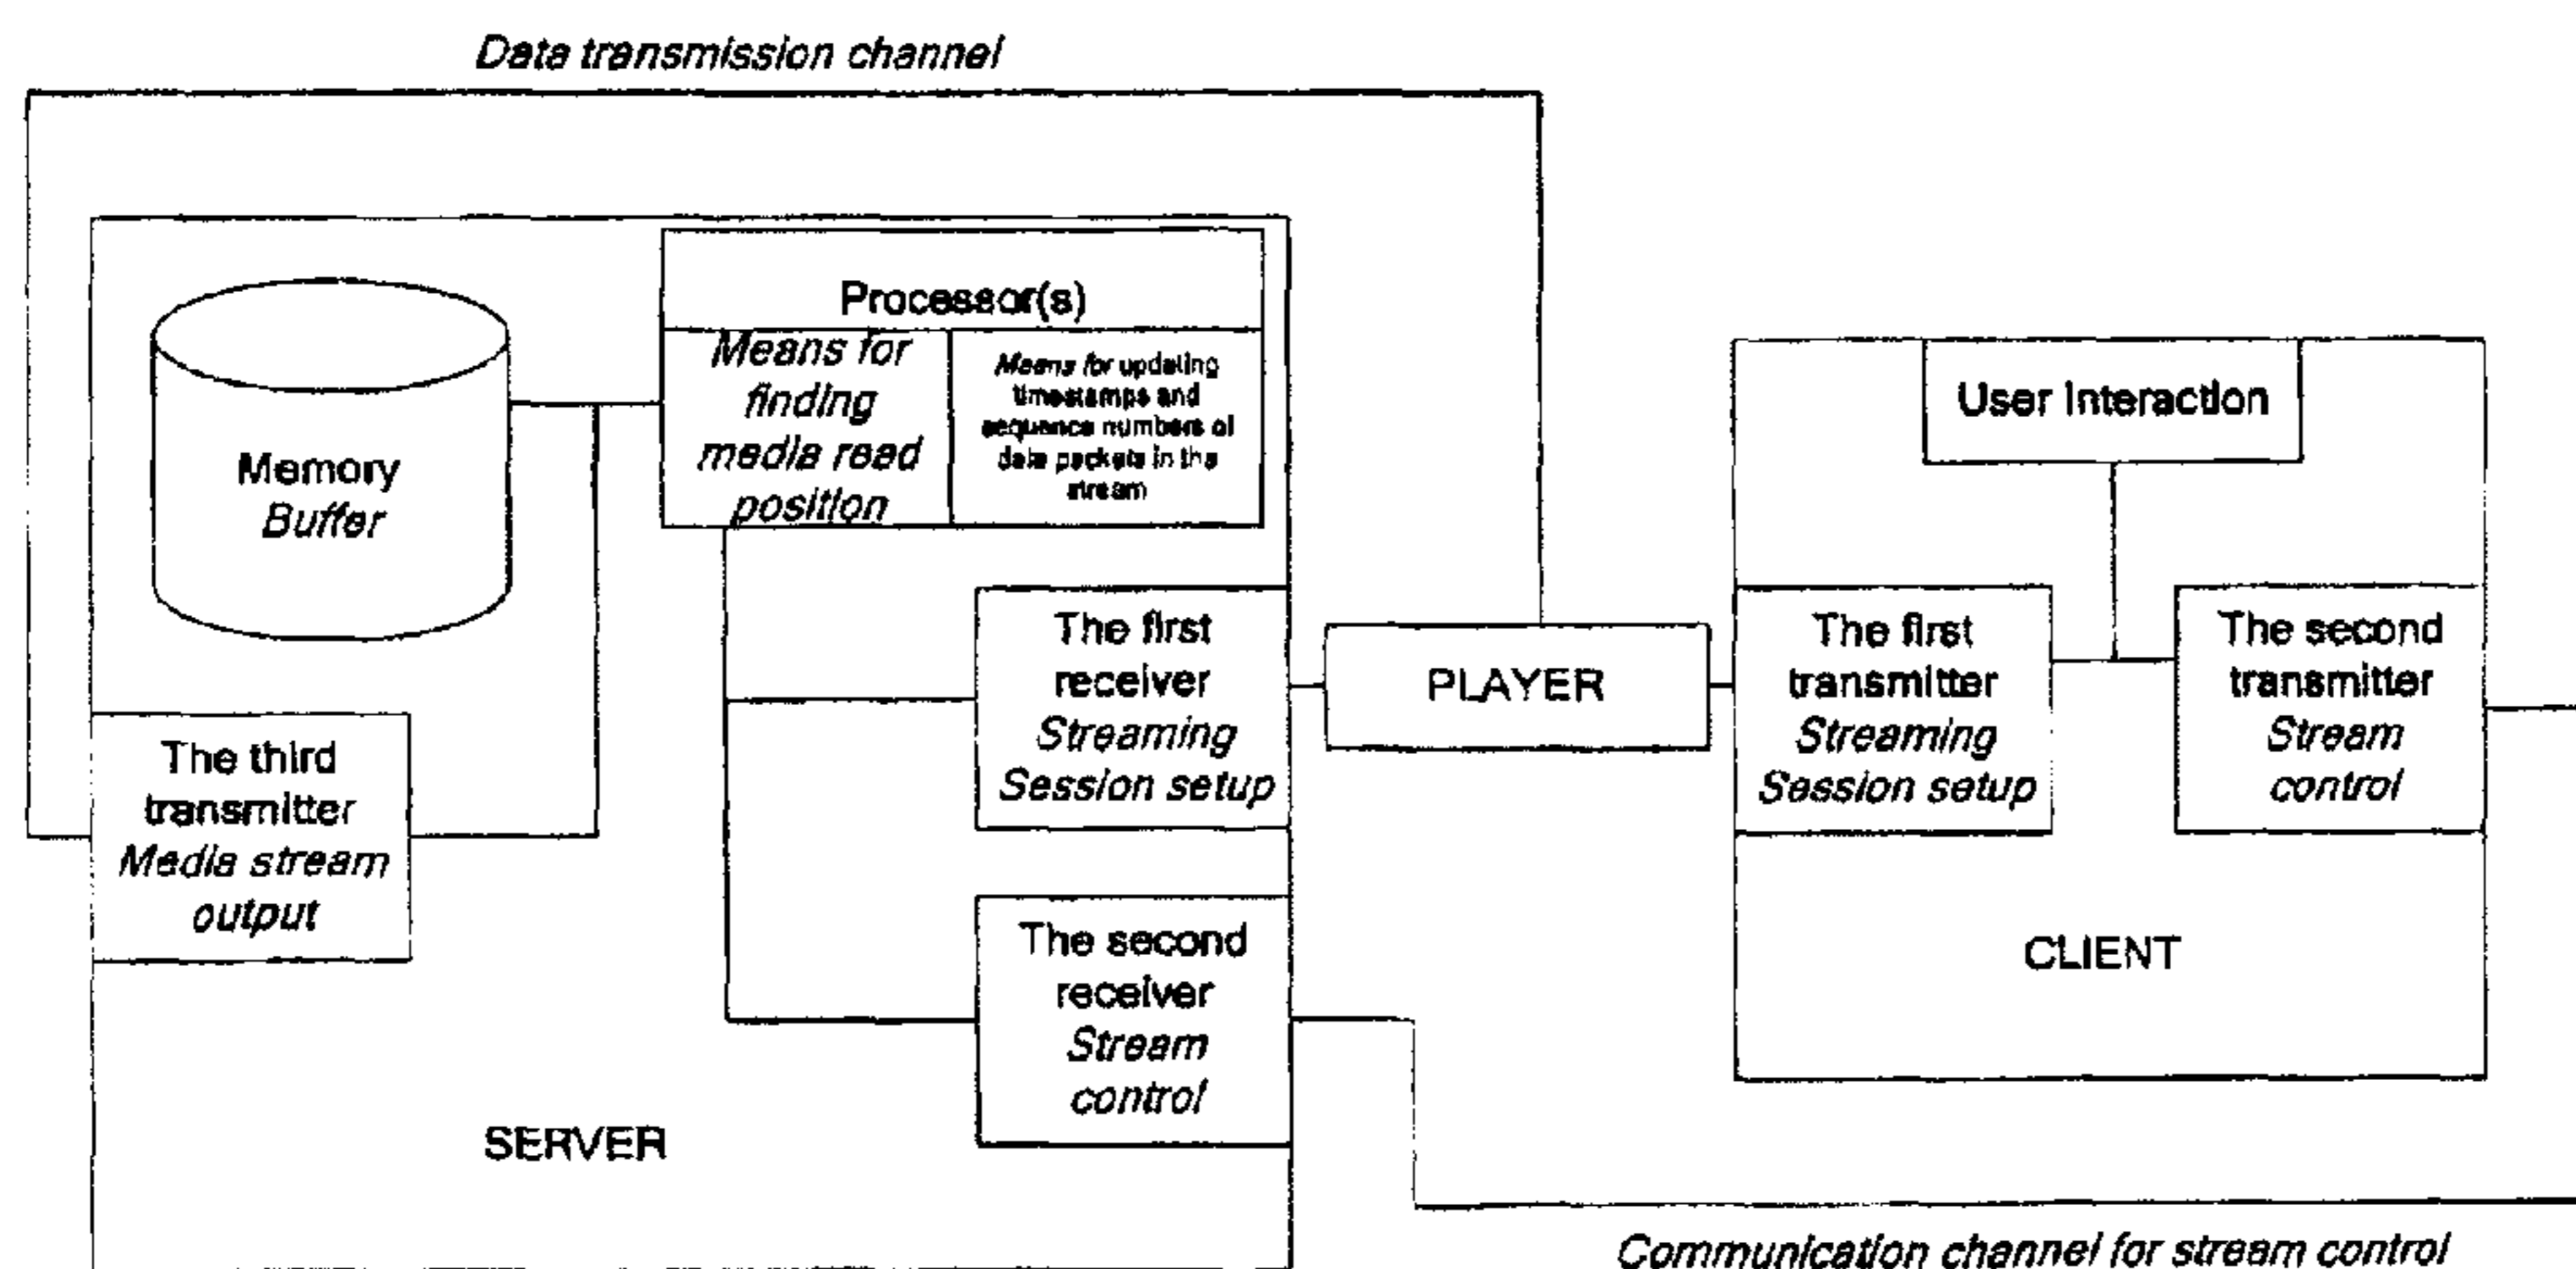 Data transmission channel
Processor(s)
Means for
finding
media read
position
Means for updating
timestamps and
sequence numbers of
data packets in the
stream
Memory
Buffer
User Interaction
The first
receiver
Streaming
Session setup
PLAYER
The first
transmitter
Streaming
Session setup
The second
transmitter
Stream
control
The third
transmitter
Media stream
output
The second
receiver
Stream
control
CLIENT
SERVER
Communication channel for stream control